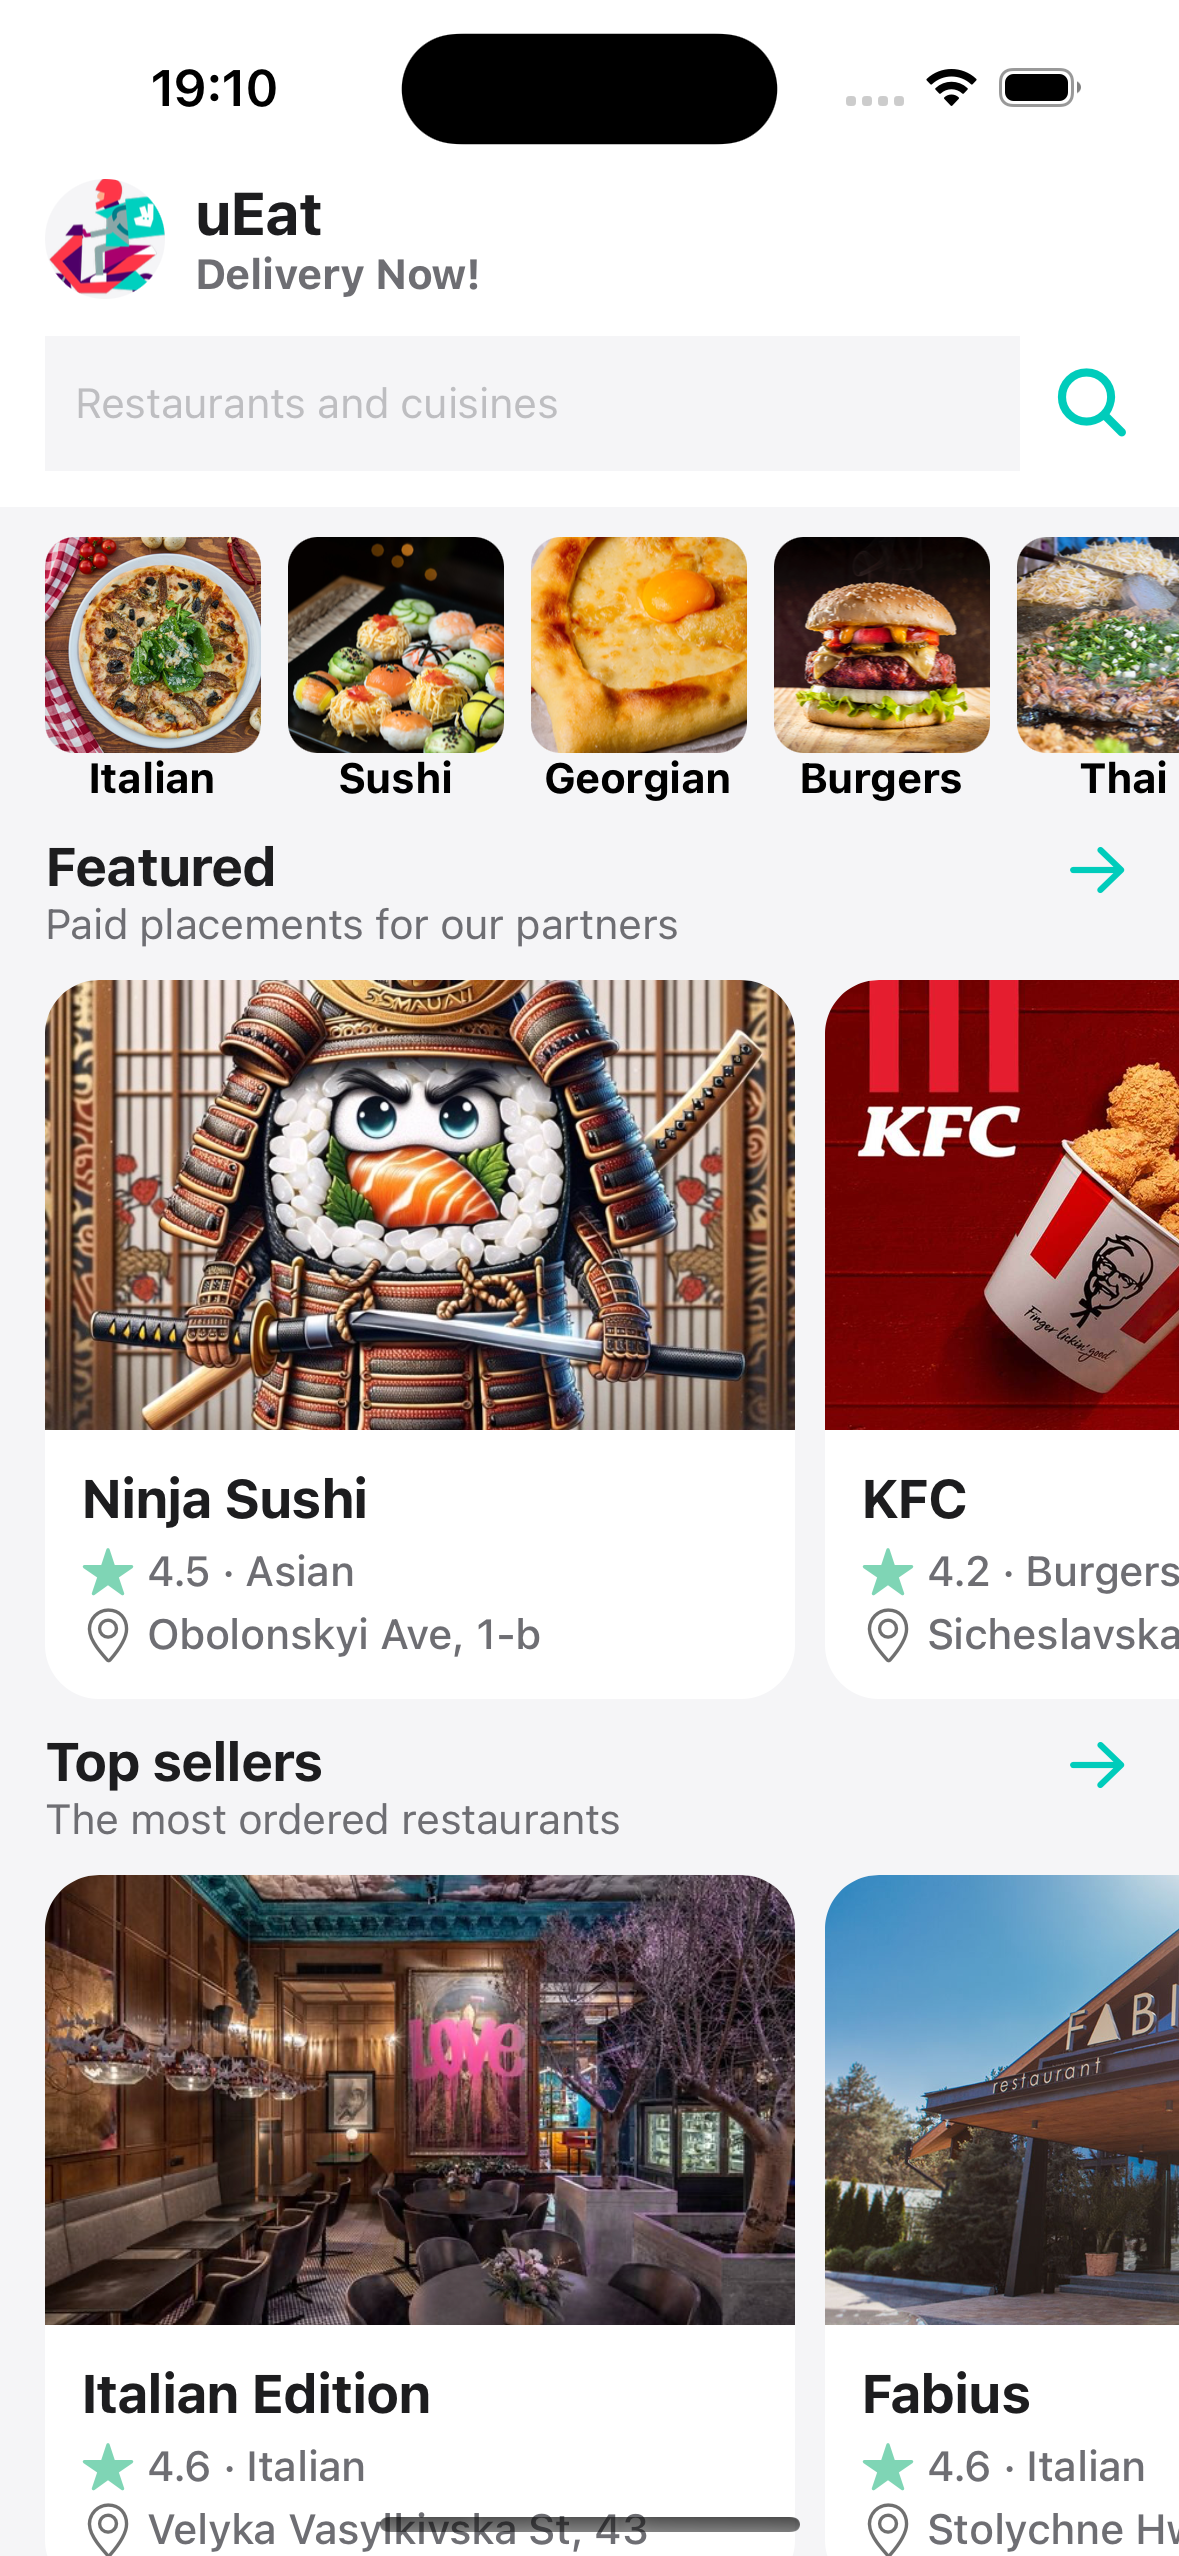 19:10
uEat
Delivery Now!
Restaurants and cuisines
Italian
Sushi
Georgian
Burgers
Thai
Featured
Paid placements for our partners
SSMAUAI
KFC
Finger lickin' good
Ninja Sushi
4.5 · Asian
Obolonskyi Ave, 1-b
KFC
4.2 · Burgers
Sicheslavska
Top sellers
The most ordered restaurants
LOVE
FABI
restaurant
Italian Edition
4.6 · Italian
Velyka Vasylkivska St, 43
Fabius
4.6 · Italian
Stolychne Hw